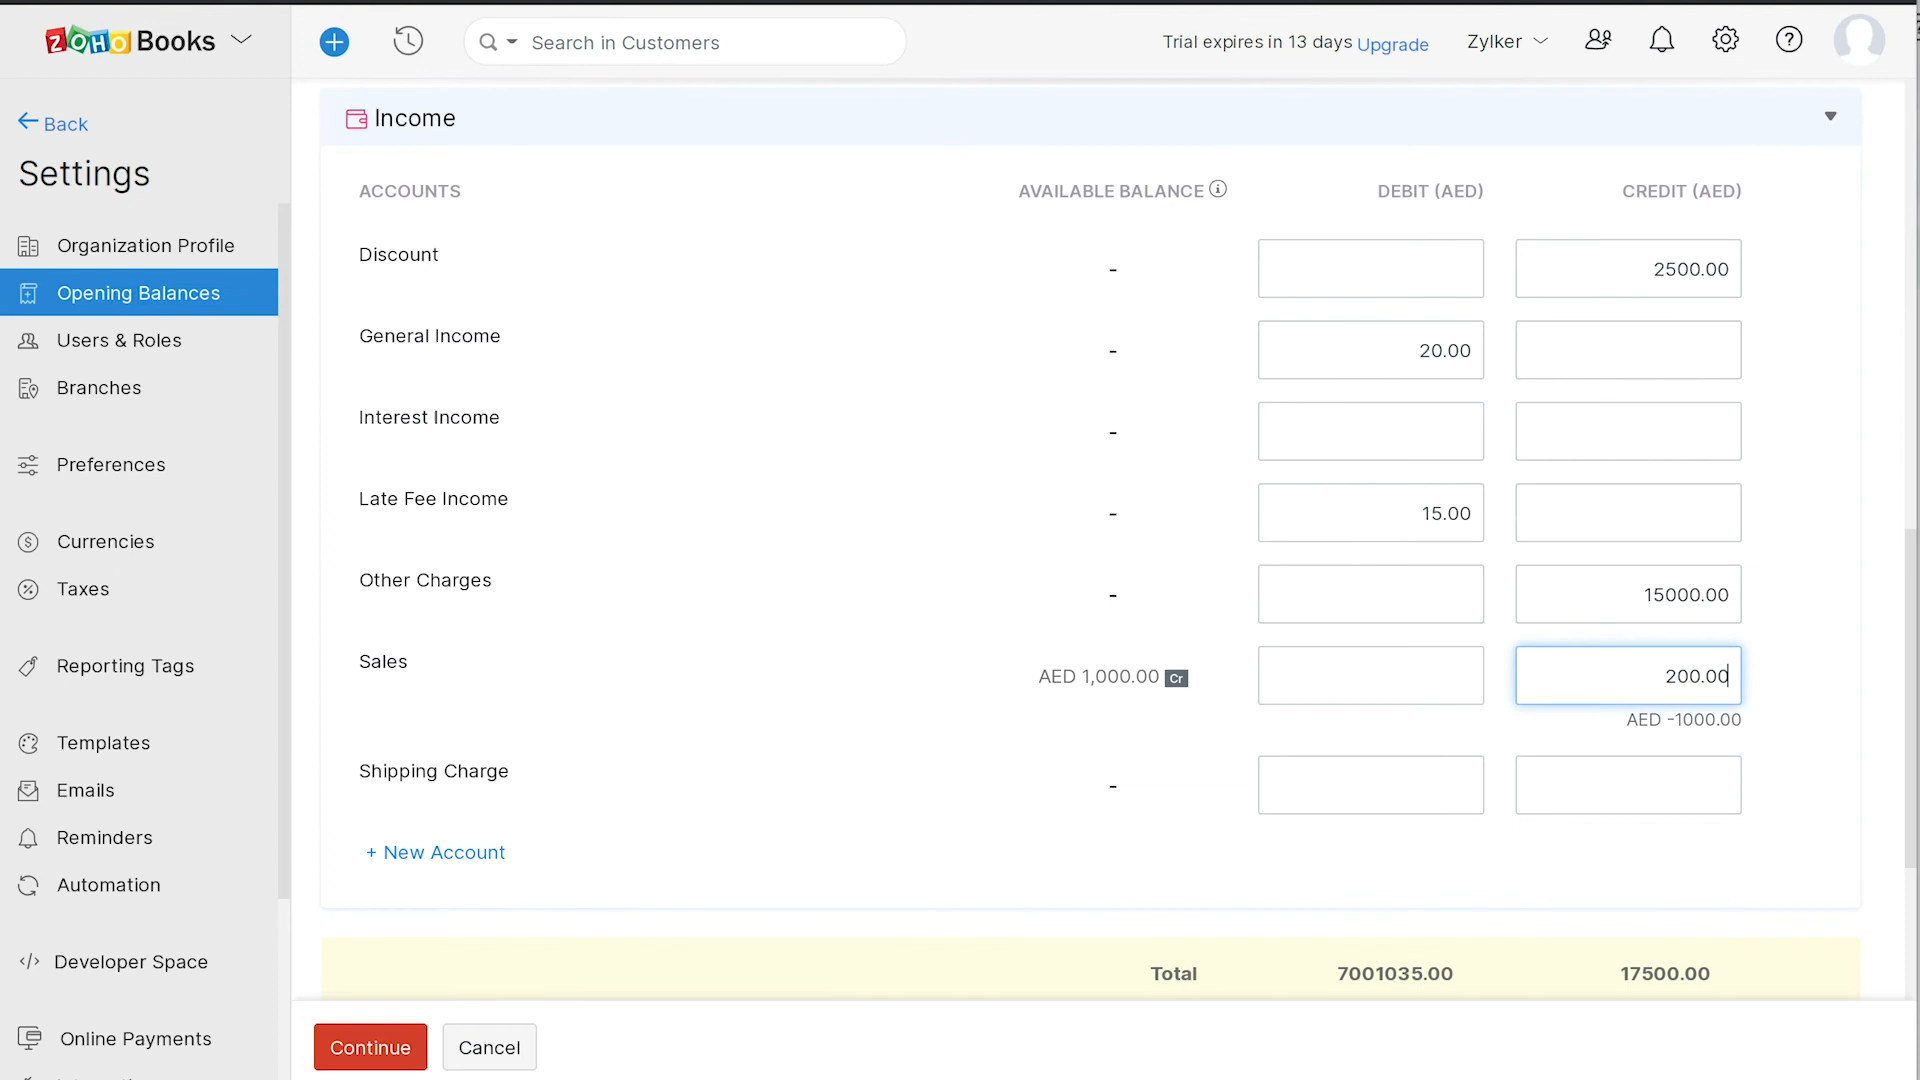 ZOHO Books
Search in Customers
Trial expires in 13 days Upgrade
Zylker
Back
Settings
Organization Profile
Opening Balances
Users & Roles
Branches
Preferences
Currencies
Taxes
Reporting Tags
Templates
Emails
Reminders
Automation
Developer Space
Online Payments
Income
ACCOUNTS AVAILABLE BALANCE DEBIT (AED) CREDIT (AED)
Discount - 2500.00
General Income - 20.00
Interest Income -
Late Fee Income - 15.00
Other Charges - 15000.00
Sales AED 1,000.00 Cr 200.00
AED -1000.00
Shipping Charge -
+ New Account
Total 7001035.00 17500.00
Continue Cancel